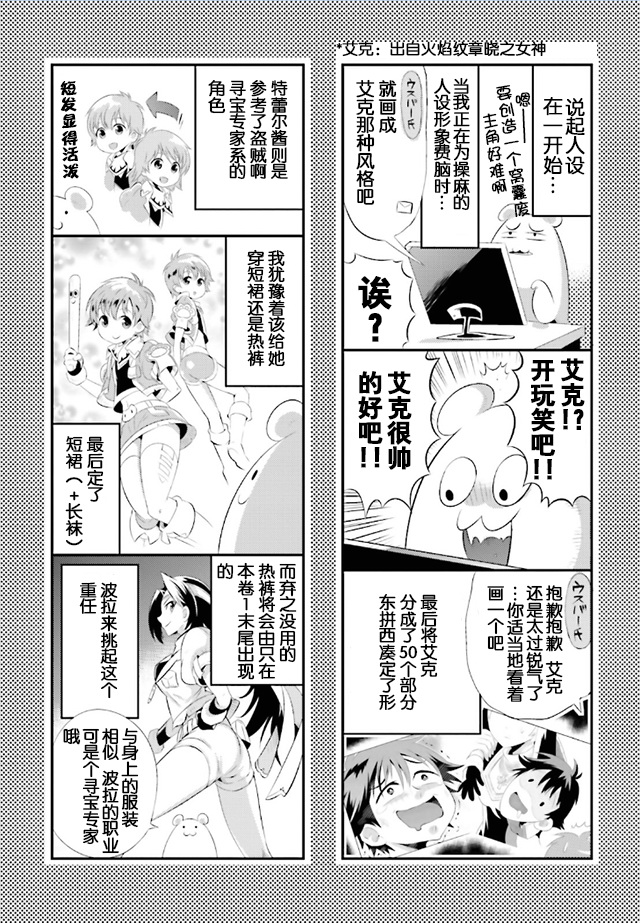 *艾克：出自火焰纹章晓之女神
说起人设
在一开始…
嗯——
要创造一个窝囊废
主角好难啊
当我正在为操麻的
人设形象费脑时…
ウスバー氏
就画成
艾克那种
风格吧
诶？
艾克!?
开玩笑吧!!
艾克很帅
的好吧!!
ウスバー氏
抱歉抱歉 艾克
还是太过锐气了
…你适当地看着
画一个吧
最后将艾克
分成了50个部分
东拼西凑定了形
特蕾尔酱则是
参考了盗贼啊
寻宝专家系的
角色
短发显得活泼
我犹豫着该给她
穿短裙还是热裤
最后定了
短裙（+长袜）
而弃之没用的
热裤将会由只在
本卷1末尾出现
的
波拉来挑起这个
重任
与身上的服装
相似 波拉的职业
可是个寻宝专家
哦